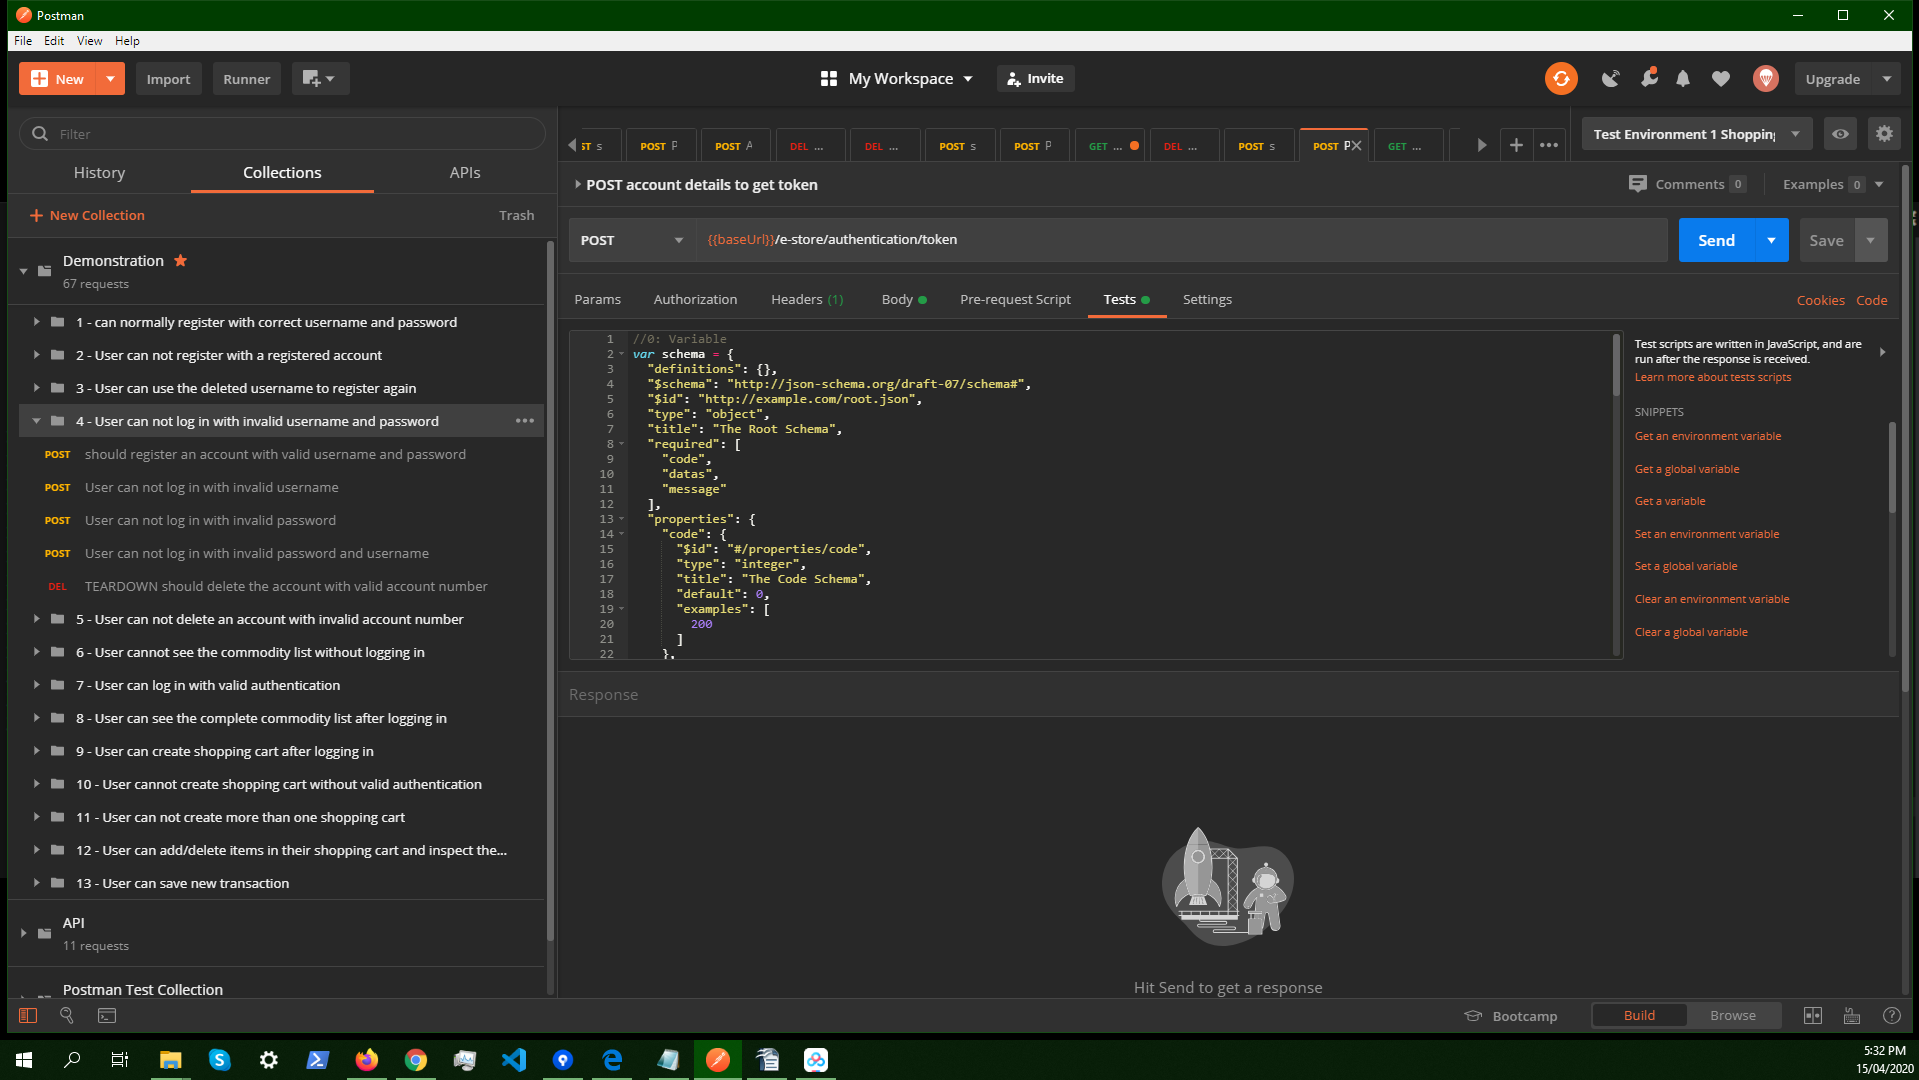 Postman
File Edit View Help
New Import Runner My Workspace Invite Upgrade
Filter
History Collections APIs
New Collection Trash
Demonstration
67 requests
1 - can normally register with correct username and password
2 - User can not register with a registered account
3 - User can use the deleted username to register again
4 - User can not log in with invalid username and password
POST should register an account with valid username and password
POST User can not log in with invalid username
POST User can not log in with invalid password
POST User can not log in with invalid password and username
DEL TEARDOWN should delete the account with valid account number
5 - User can not delete an account with invalid account number
6 - User cannot see the commodity list without logging in
7 - User can log in with valid authentication
8 - User can see the complete commodity list after logging in
9 - User can create shopping cart after logging in
10 - User cannot create shopping cart without valid authentication
11 - User can not create more than one shopping cart
12 - User can add/delete items in their shopping cart and inspect the...
13 - User can save new transaction
API
11 requests
Postman Test Collection
ST s POST P POST A DEL ... DEL ... POST s POST P GET ... DEL ... POST s POST P GET ...
Test Environment 1 Shopping
POST account details to get token
Comments 0 Examples 0
POST {{baseUrl}}/e-store/authentication/token Send Save
Params Authorization Headers (1) Body Pre-request Script Tests Settings Cookies Code
1 //0: Variable
2 var schema = {
3 "definitions": {},
4 "$schema": "http://json-schema.org/draft-07/schema#",
5 "$id": "http://example.com/root.json",
6 "type": "object",
7 "title": "The Root Schema",
8 "required": [
9 "code",
10 "datas",
11 "message"
12 ],
13 "properties": {
14 "code": {
15 "$id": "#/properties/code",
16 "type": "integer",
17 "title": "The Code Schema",
18 "default": 0,
19 "examples": [
20 200
21 ]
22 },
Test scripts are written in JavaScript, and are
run after the response is received.
Learn more about tests scripts
SNIPPETS
Get an environment variable
Get a global variable
Get a variable
Set an environment variable
Set a global variable
Clear an environment variable
Clear a global variable
Response
Hit Send to get a response
Bootcamp Build Browse
5:32 PM
15/04/2020